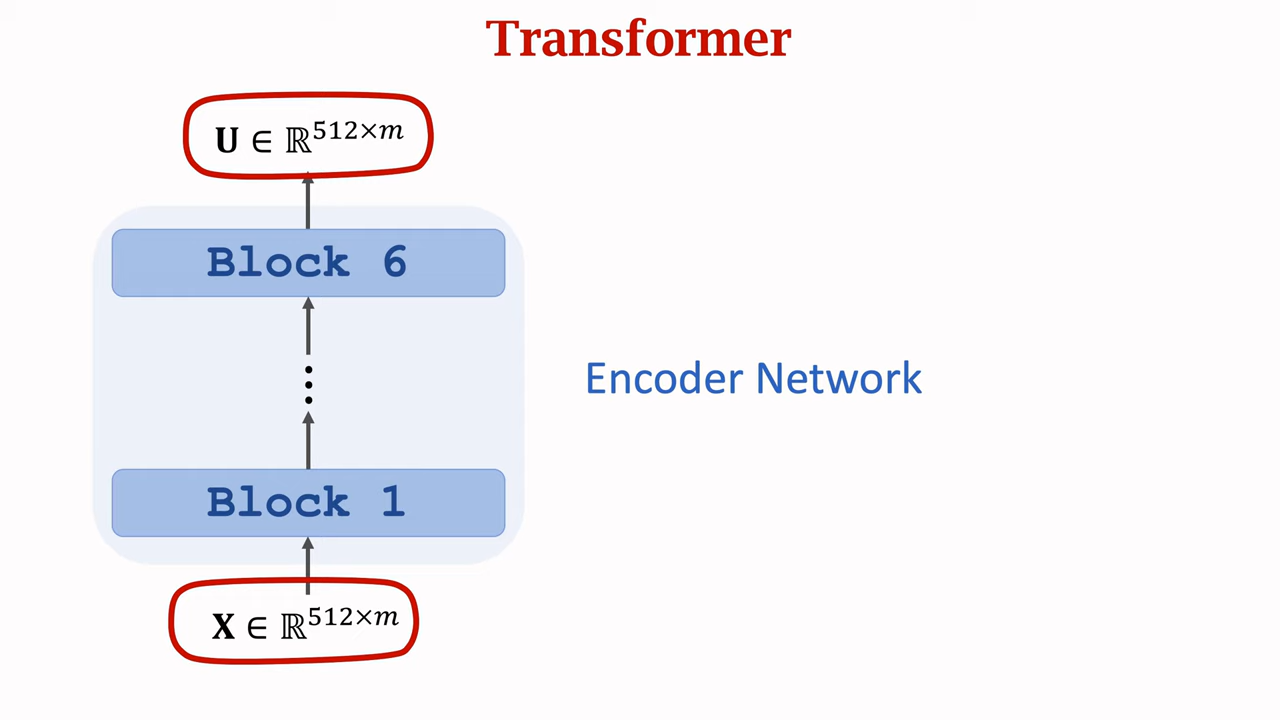 Transformer
U ∈ ℝ^{512×m}
Block 6
⋮
Encoder Network
Block 1
X ∈ ℝ^{512×m}